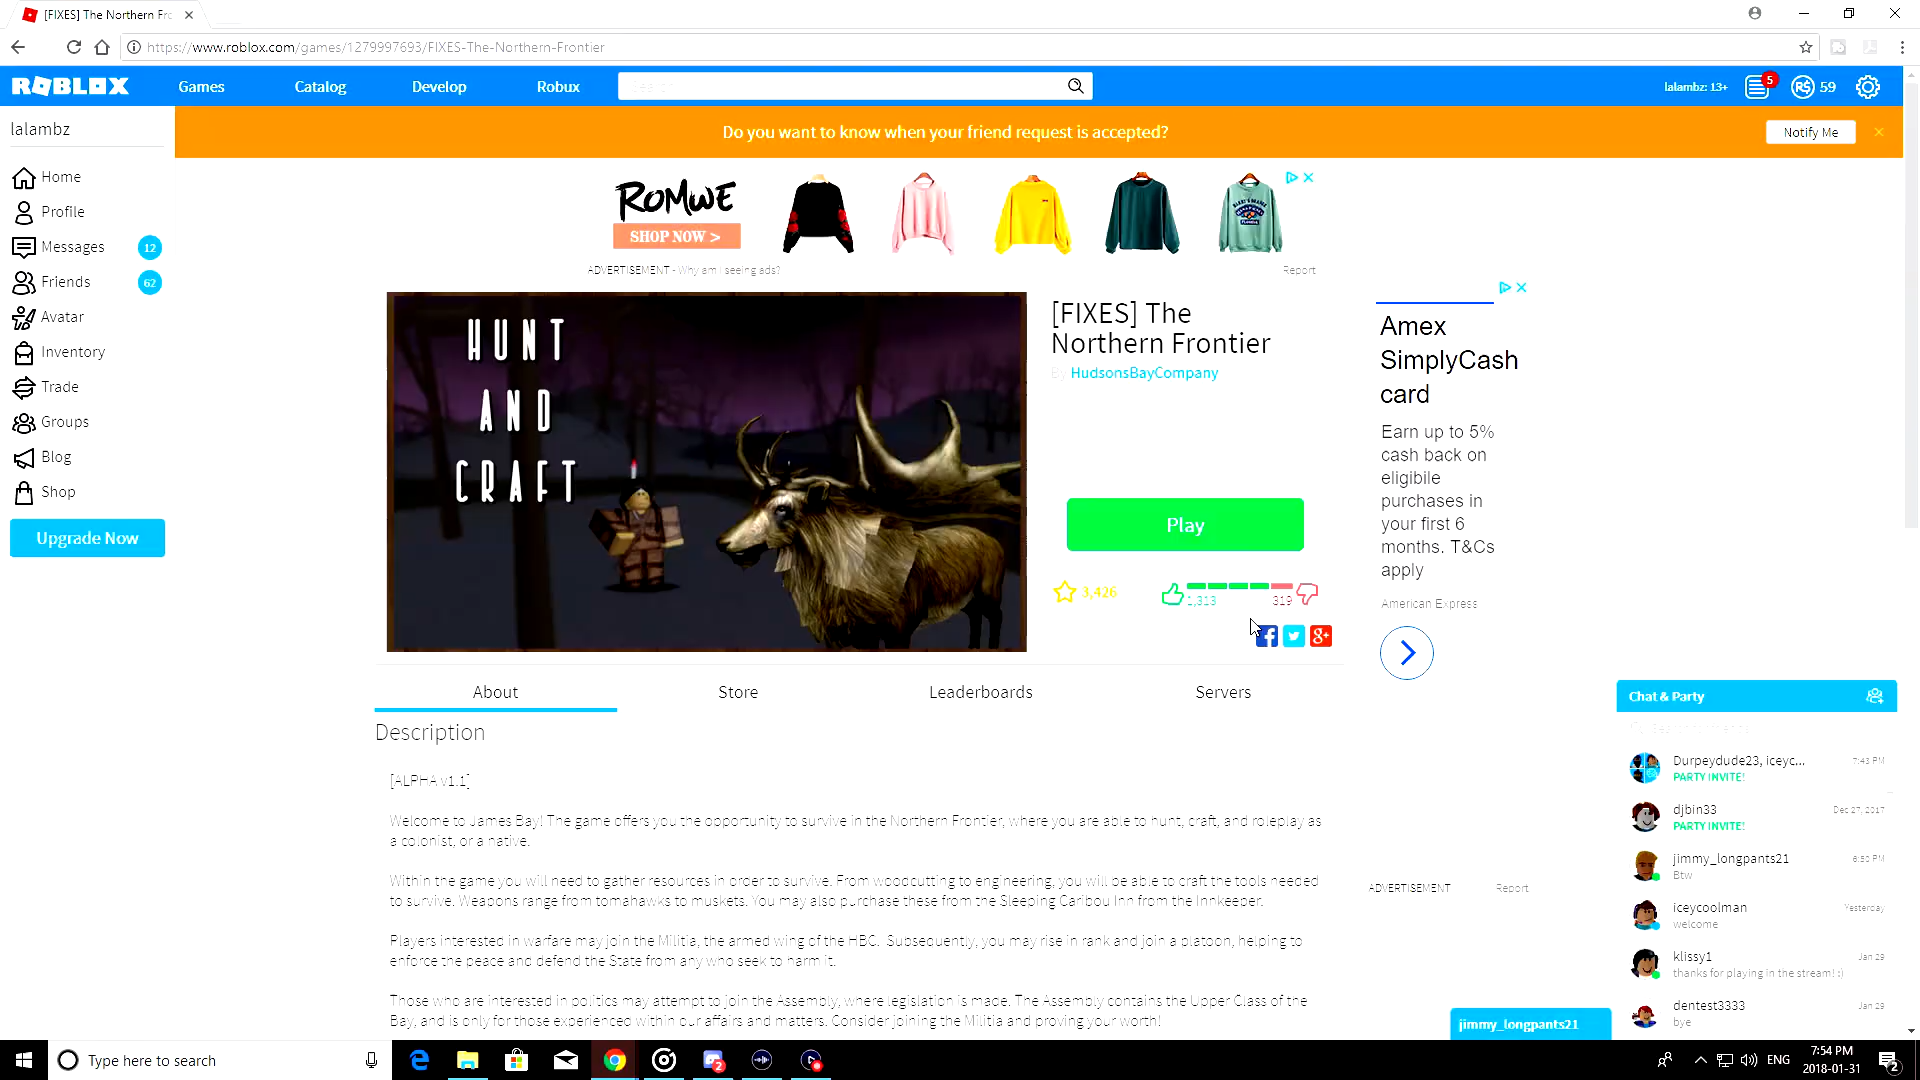 [FIXES] The Northern Fr
https://www.roblox.com/games/1279997693/FIXES-The-Northern-Frontier
ROBLOX
Games
Catalog
Develop
Robux
lalambz: 13+
5
R$ 59
lalambz
Do you want to know when your friend request is accepted?
Notify Me
Home
Profile
Messages
12
Friends
62
Avatar
Inventory
Trade
Groups
Blog
Shop
Upgrade Now
ROMWE
SHOP NOW >
ADVERTISEMENT - Why am I seeing ads?
Report
HUNT
AND
CRAFT
[FIXES] The
Northern Frontier
By HudsonsBayCompany
Play
3,426
1,313
319
Amex
SimplyCash
card
Earn up to 5%
cash back on
eligibile
purchases in
your first 6
months. T&Cs
apply
American Express
ADVERTISEMENT
Report
About
Store
Leaderboards
Servers
Description
[ALPHA v1.1]
Welcome to James Bay! The game offers you the opportunity to survive in the Northern Frontier, where you are able to hunt, craft, and roleplay as
a colonist, or a native.
Within the game you will need to gather resources in order to survive. From woodcutting to engineering, you will be able to craft the tools needed
to survive. Weapons range from tomahawks to muskets. You may also purchase these from the Sleeping Caribou Inn from the Innkeeper.
Players interested in warfare may join the Militia, the armed wing of the HBC. Subsequently, you may rise in rank and join a platoon, helping to
enforce the peace and defend the State from any who seek to harm it.
Those who are interested in politics may attempt to join the Assembly, where legislation is made. The Assembly contains the Upper Class of the
Bay, and is only for those experienced within our affairs and matters. Consider joining the Militia and proving your worth!
Chat & Party
Durpeydude23, iceyc...
7:43 PM
PARTY INVITE!
djbin33
Dec 27, 2017
PARTY INVITE!
jimmy_longpants21
6:50 PM
Btw
iceycoolman
Yesterday
welcome
klissy1
Jan 29
thanks for playing in the stream! :)
dentest3333
Jan 29
bye
jimmy_longpants21
Type here to search
2
ENG
7:54 PM
2018-01-31
2